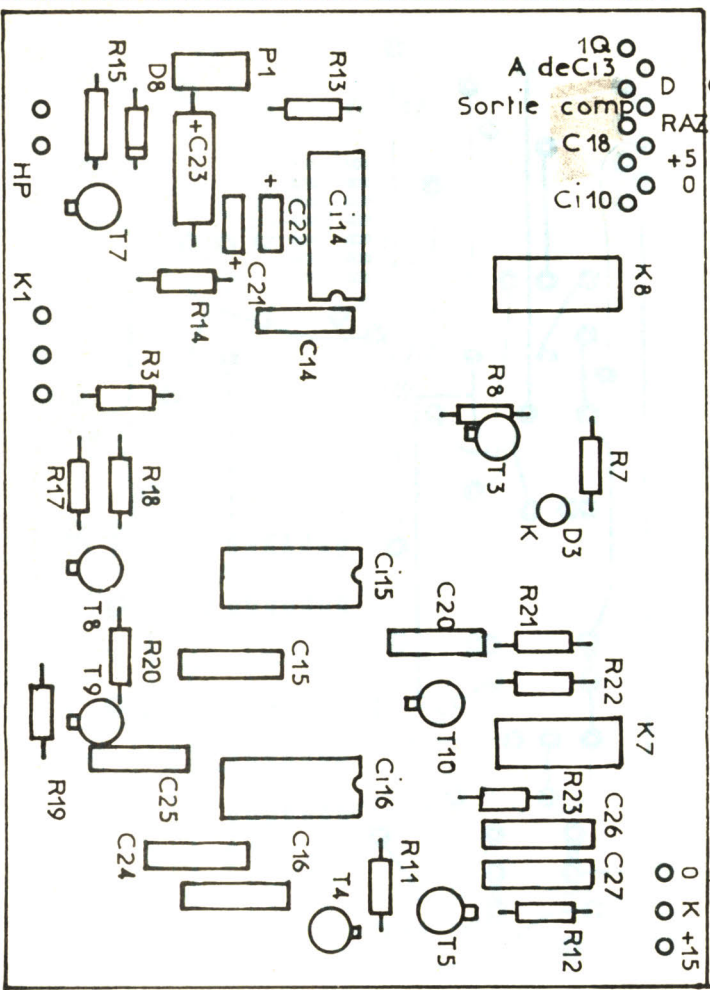 1Q
A deCi3
D
Sortie comp
RAZ
C18
+5
0
Ci10
R15
D8
P1
R13
+C23
+
C22
Ci14
HP
T7
+
C21
R14
C14
K1
K8
R3
R8
T3
R7
K
D3
R17
R18
Ci15
C20
R21
T8
R20
C15
R22
T9
T10
K7
R19
C25
Ci16
R23
C26
C24
C16
R11
C27
T4
T5
R12
0
K
+15